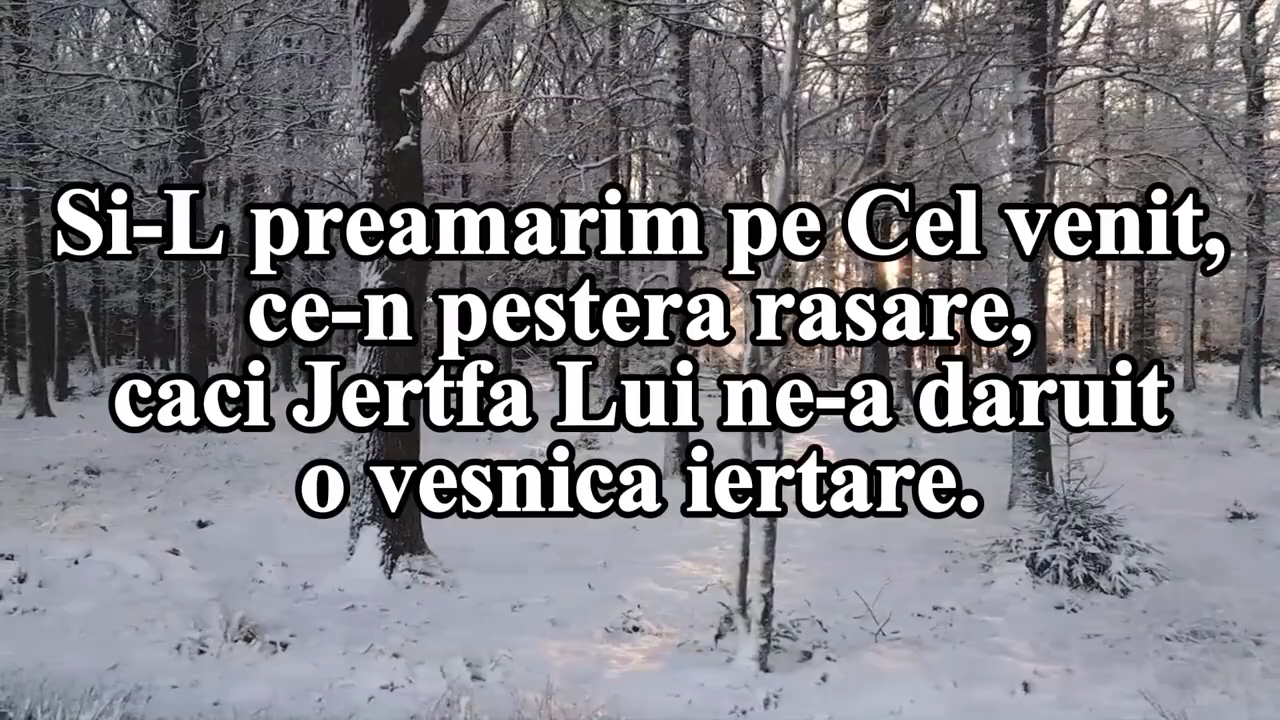 Si-L preamarim pe Cel venit,
ce-n pestera rasare,
caci Jertfa Lui ne-a daruit
o vesnica iertare.